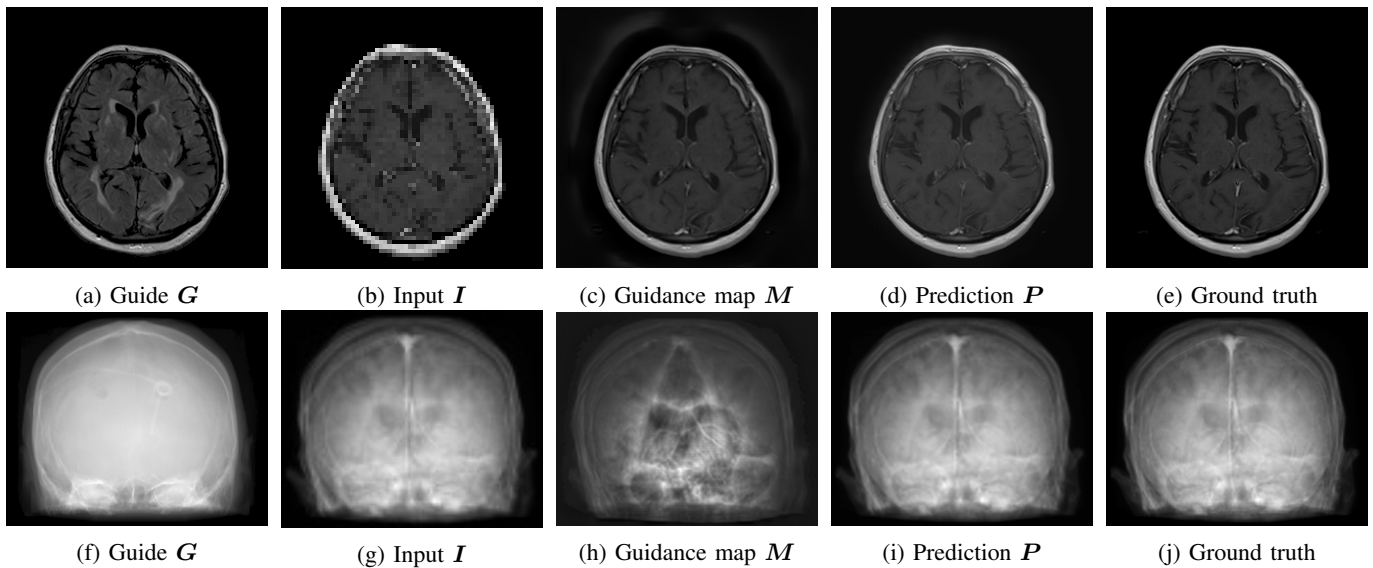 (a) Guide G
(b) Input I
(c) Guidance map M
(d) Prediction P
(e) Ground truth
(f) Guide G
(g) Input I
(h) Guidance map M
(i) Prediction P
(j) Ground truth